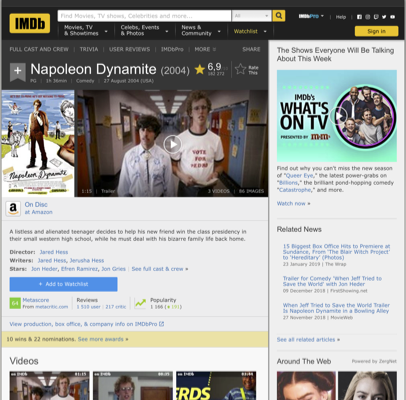 IMDb
Find Movies, TV shows, Celebrities and more...
All
IMDbPro
Help
Movies, TV
& Showtimes
Celebs, Events
& Photos
News &
Community
Watchlist
Sign in
FULL CAST AND CREW | TRIVIA | USER REVIEWS | IMDbPro | MORE
SHARE
Napoleon Dynamite (2004)
6,9
Rate
This
PG | 1h 36min | Comedy | 27 August 2004 (USA)
Napoleon Dynamite
VOTE
FOR
PEDRO
1:15 | Trailer
3 VIDEOS | 86 IMAGES
On Disc
at Amazon
A listless and alienated teenager decides to help his new friend win the class presidency in
their small western high school, while he must deal with his bizarre family life back home.
Director: Jared Hess
Writers: Jared Hess, Jerusha Hess
Stars: Jon Heder, Efren Ramirez, Jon Gries | See full cast & crew »
+ Add to Watchlist
64
Metascore
From metacritic.com
Reviews
1 510 user | 217 critic
Popularity
View production, box office, & company info on IMDbPro
10 wins & 22 nominations. See more awards »
Videos
The Shows Everyone Will Be Talking
About This Week
IMDb's
WHAT'S
ON TV
PRESENTED BY M&M'S
Find out why you can't miss the new season
of "Queer Eye," the latest power-grabs on
"Billions," the brilliant pond-hopping comedy
"Catastrophe," and more.
Watch now »
Related News
15 Biggest Box Office Hits to Premiere at
Sundance, From 'The Blair Witch Project'
to 'Hereditary' (Photos)
23 January 2019 | The Wrap
Trailer for Comedy 'When Jeff Tried to
Save the World' with Jon Heder
09 December 2018 | FirstShowing.net
When Jeff Tried to Save the World Trailer
Is Napoleon Dynamite in a Bowling Alley
27 November 2018 | MovieWeb
See all related articles »
Around The Web
Powered by ZergNet